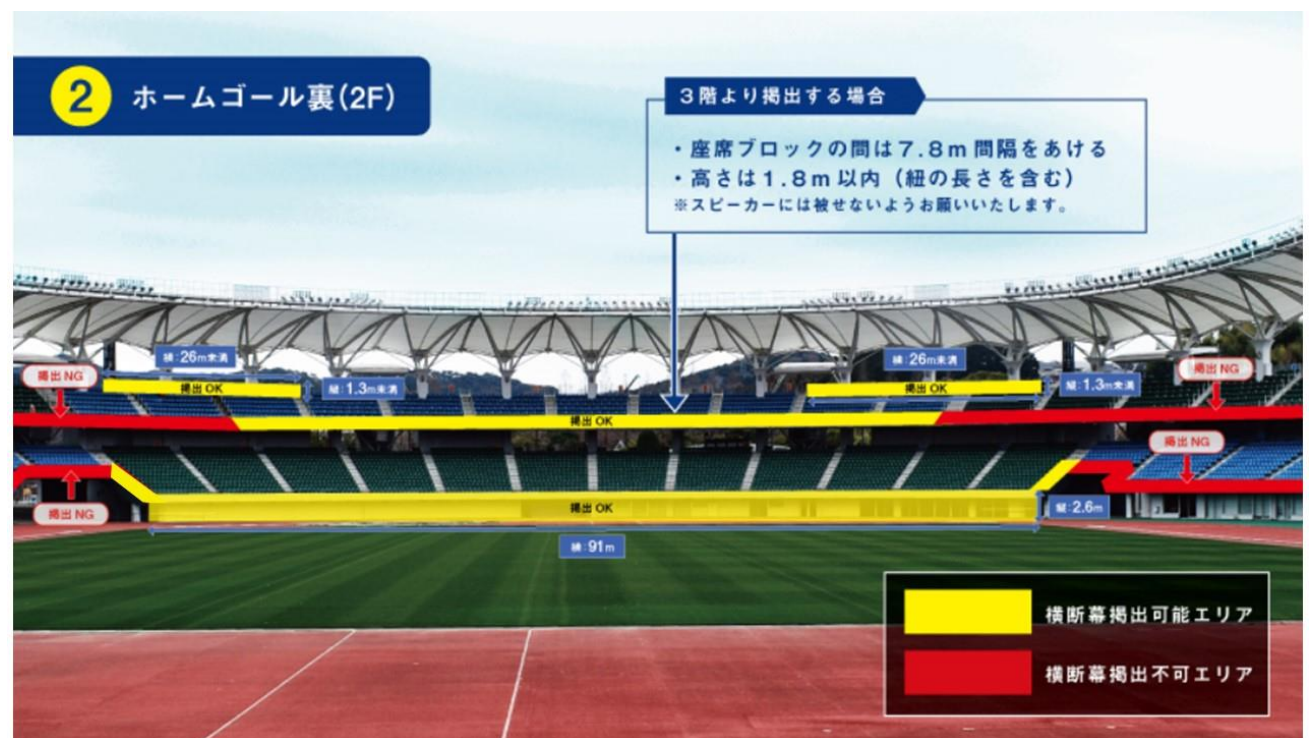 2 ホームゴール裏(2F)
3階より掲出する場合
・座席ブロックの間は7.8m間隔をあける
・高さは1.8m以内（紐の長さを含む）
※スピーカーには被せないようお願いいたします。
横:26m未満
横:26m未満
掲出NG
掲出OK
縦:1.3m未満
掲出OK
縦:1.3m未満
掲出NG
掲出OK
掲出NG
掲出NG
掲出OK
縦:2.6m
横:91m
横断幕掲出可能エリア
横断幕掲出不可エリア